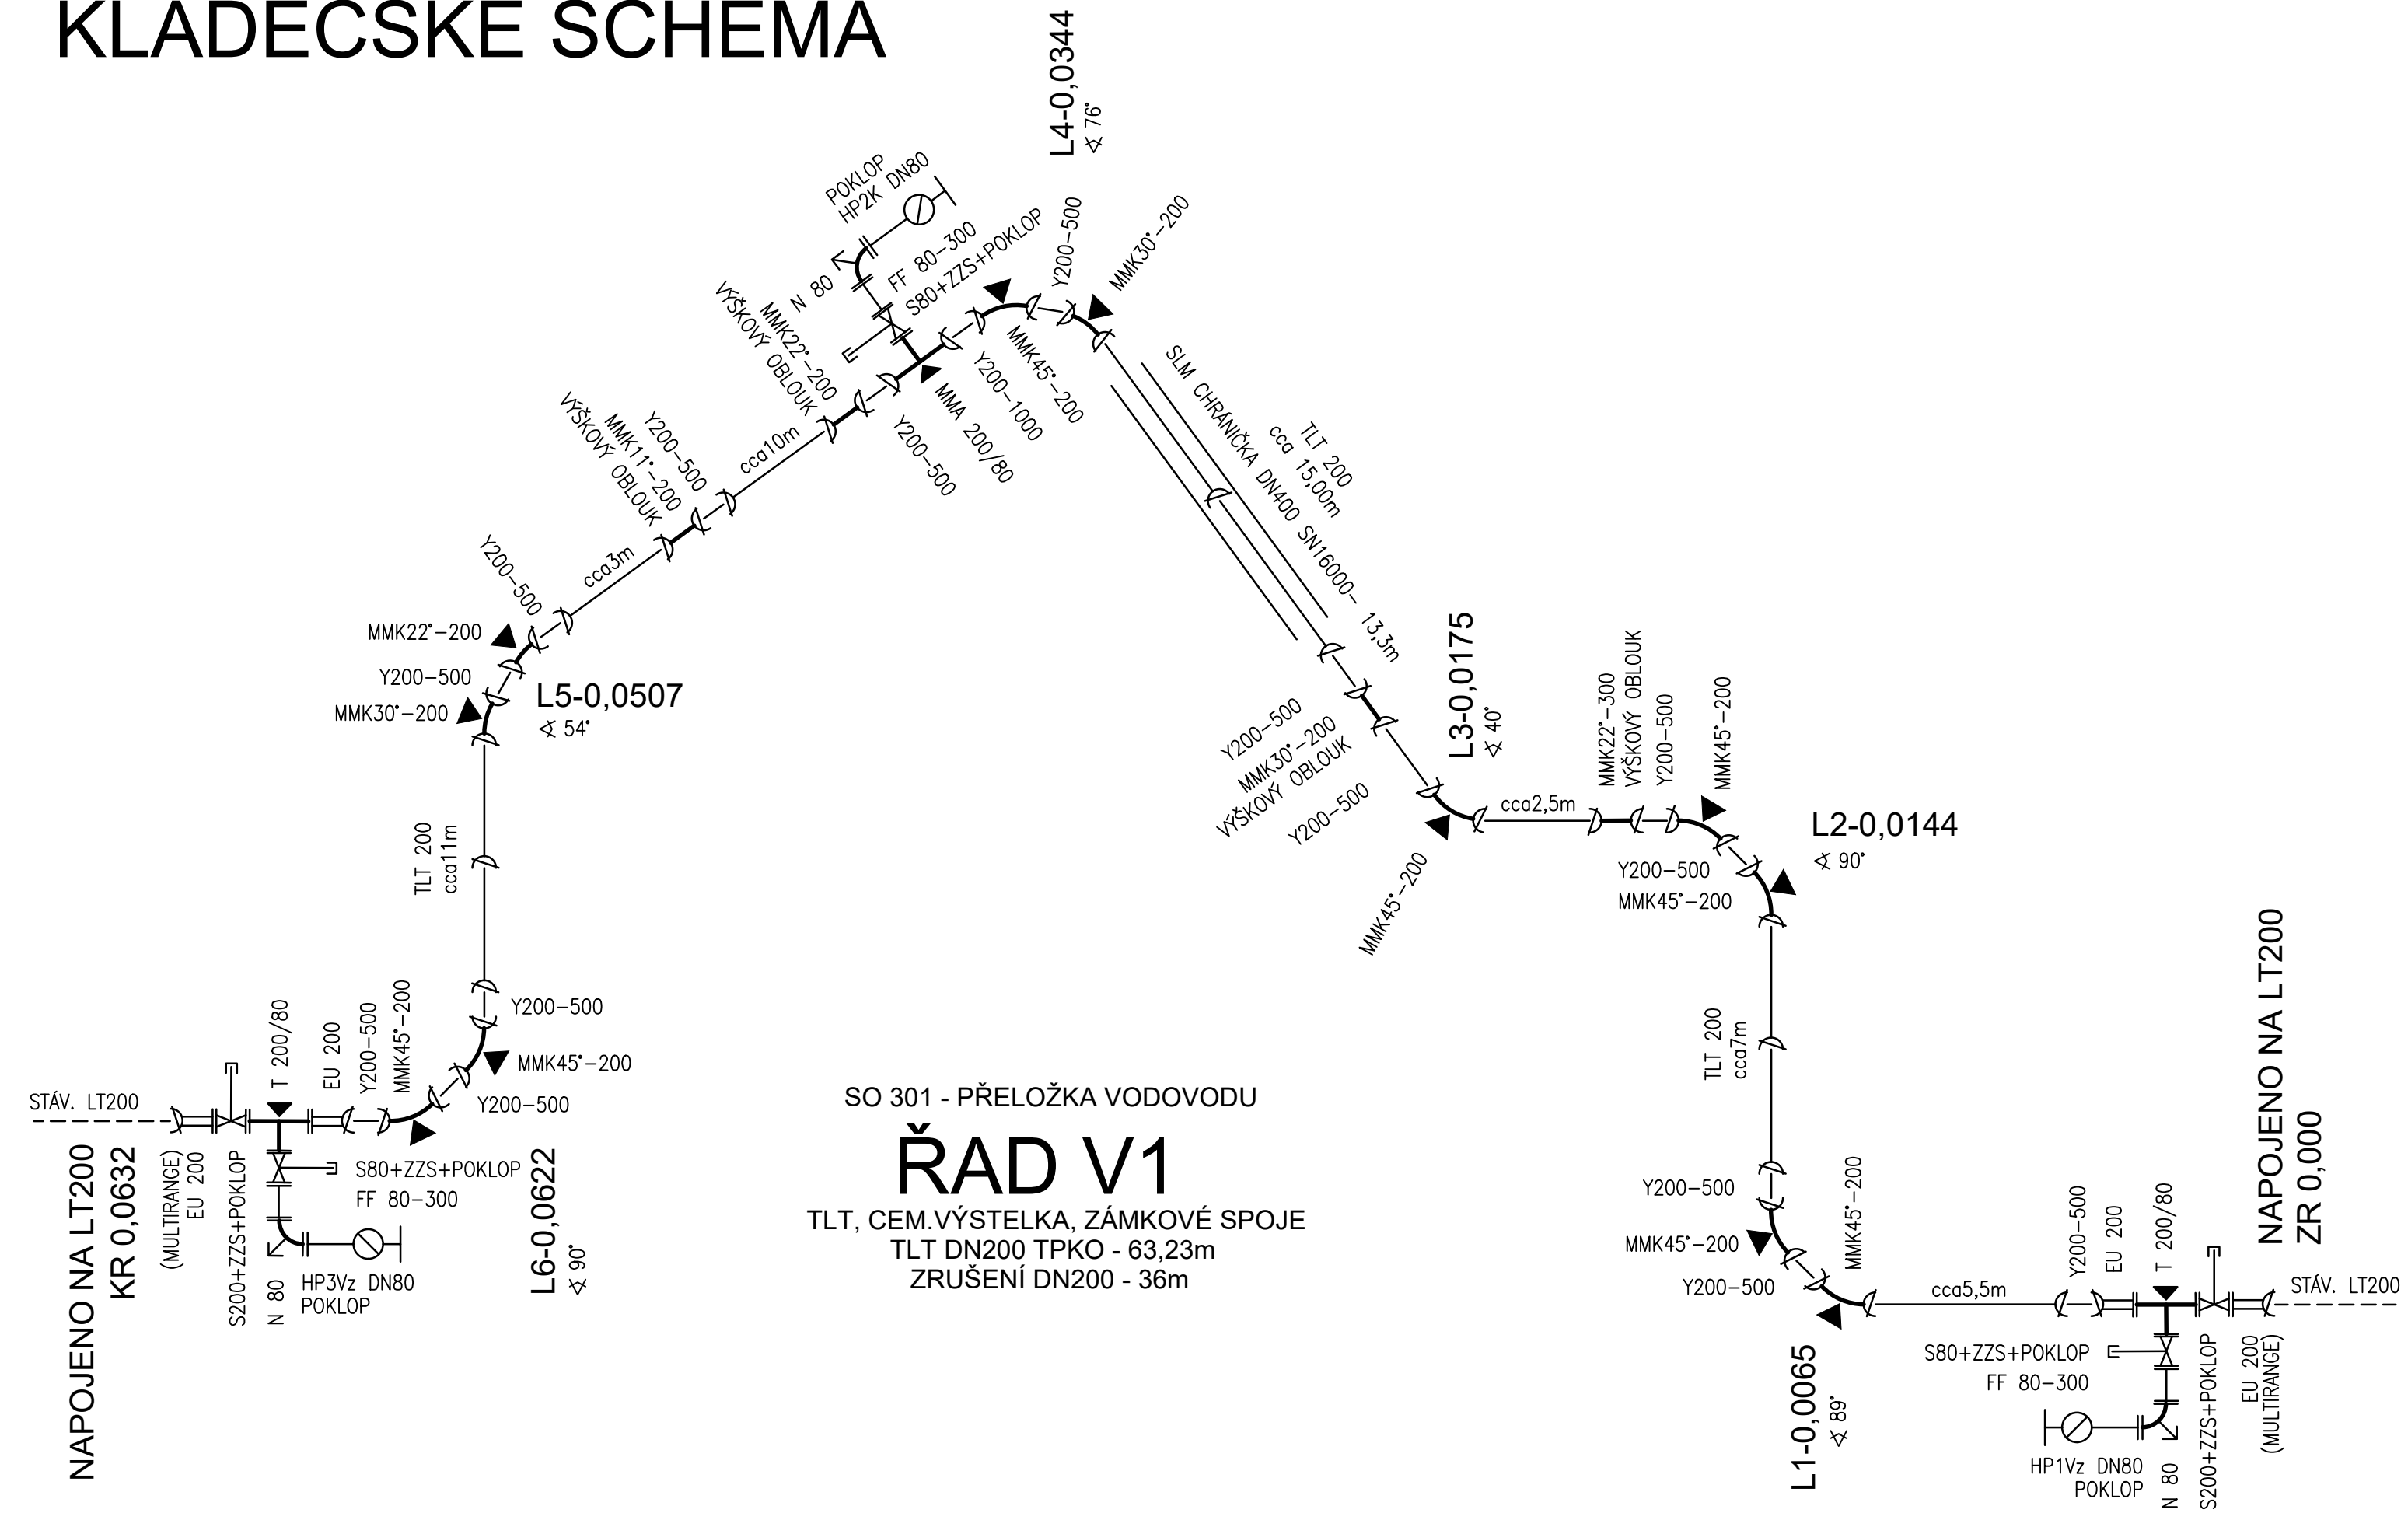 KLADEČSKÉ SCHÉMA
L4-0,0344
∢ 76°
POKLOP
HP2K DN80
N 80
FF 80-300
S80+ZZS+POKLOP
Y200-500
MMK30°-200
VÝŠKOVÝ OBLOUK
MMK22°-200
MMK45°-200
Y200-1000
MMA 200/80
Y200-500
cca10m
VÝŠKOVÝ OBLOUK
MMK11°-200
Y200-500
cca3m
Y200-500
MMK22°-200
Y200-500
MMK30°-200
L5-0,0507
∢ 54°
TLT 200
cca11m
SLM CHRÁNIČKA DN400 SN16000- 13,3m
TLT 200
cca 15,00m
Y200-500
MMK30°-200
VÝŠKOVÝ OBLOUK
Y200-500
L3-0,0175
∢ 40°
MMK45°-200
cca2,5m
MMK22°-300
VÝŠKOVÝ OBLOUK
Y200-500
MMK45°-200
L2-0,0144
∢ 90°
Y200-500
MMK45°-200
TLT 200
cca7m
Y200-500
MMK45°-200
Y200-500
MMK45°-200
cca5,5m
L1-0,0065
∢ 89°
Y200-500
EU 200
T 200/80
NAPOJENO NA LT200
ZR 0,000
STÁV. LT200
S80+ZZS+POKLOP
FF 80-300
HP1Vz DN80
POKLOP
N 80
S200+ZZS+POKLOP
EU 200
(MULTIRANGE)
STÁV. LT200
NAPOJENO NA LT200
KR 0,0632
(MULTIRANGE)
EU 200
S200+ZZS+POKLOP
T 200/80
EU 200
Y200-500
MMK45°-200
Y200-500
MMK45°-200
Y200-500
S80+ZZS+POKLOP
FF 80-300
N 80
HP3Vz DN80
POKLOP
L6-0,0622
∢ 90°
SO 301 - PŘELOŽKA VODOVODU
ŘAD V1
TLT, CEM.VÝSTELKA, ZÁMKOVÉ SPOJE
TLT DN200 TPKO - 63,23m
ZRUŠENÍ DN200 - 36m